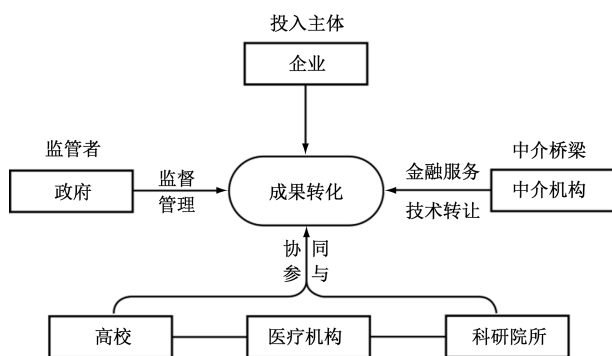 投入主体
企业
监管者
政府
监督
管理
成果转化
中介桥梁
中介机构
金融服务
技术转让
协同
参与
高校
医疗机构
科研院所